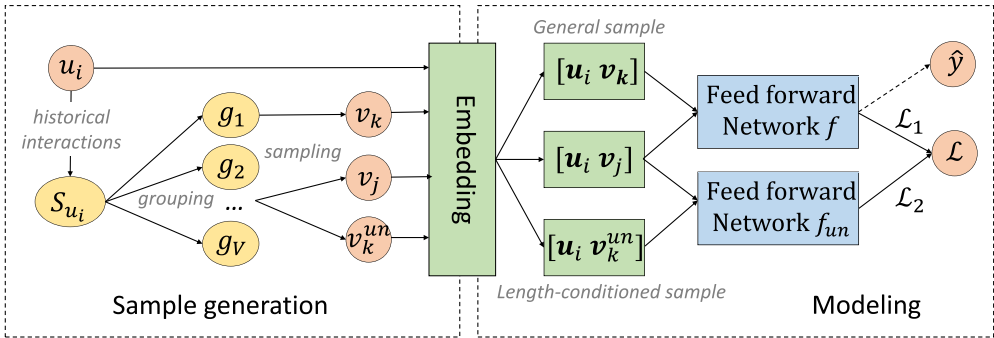 u_i
historical
interactions
S_{u_i}
g_1
g_2
grouping
...
g_V
sampling
v_k
v_j
v_k^{un}
Embedding
General sample
[u_i v_k]
[u_i v_j]
[u_i v_k^{un}]
Length-conditioned sample
Feed forward
Network f
Feed forward
Network f_{un}
ŷ
ℒ_1
ℒ
ℒ_2
Sample generation
Modeling